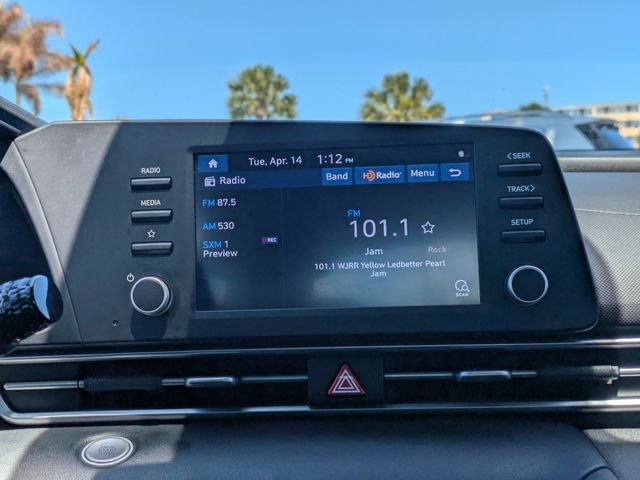 RADIO
MEDIA
Tue, Apr. 14 1:12 PM
Radio
Band HD Radio Menu
FM 87.5
AM 530
SXM 1
Preview
REC
FM
101.1
Jam Rock
101.1 WJRR Yellow Ledbetter Pearl
Jam
SCAN
< SEEK
TRACK >
SETUP